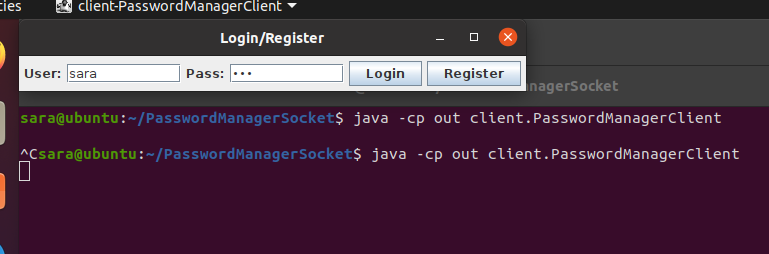 ities client-PasswordManagerClient
Login/Register
User: sara Pass: ••• Login Register
nagerSocket
sara@ubuntu:~/PasswordManagerSocket$ java -cp out client.PasswordManagerClient
^Csara@ubuntu:~/PasswordManagerSocket$ java -cp out client.PasswordManagerClient